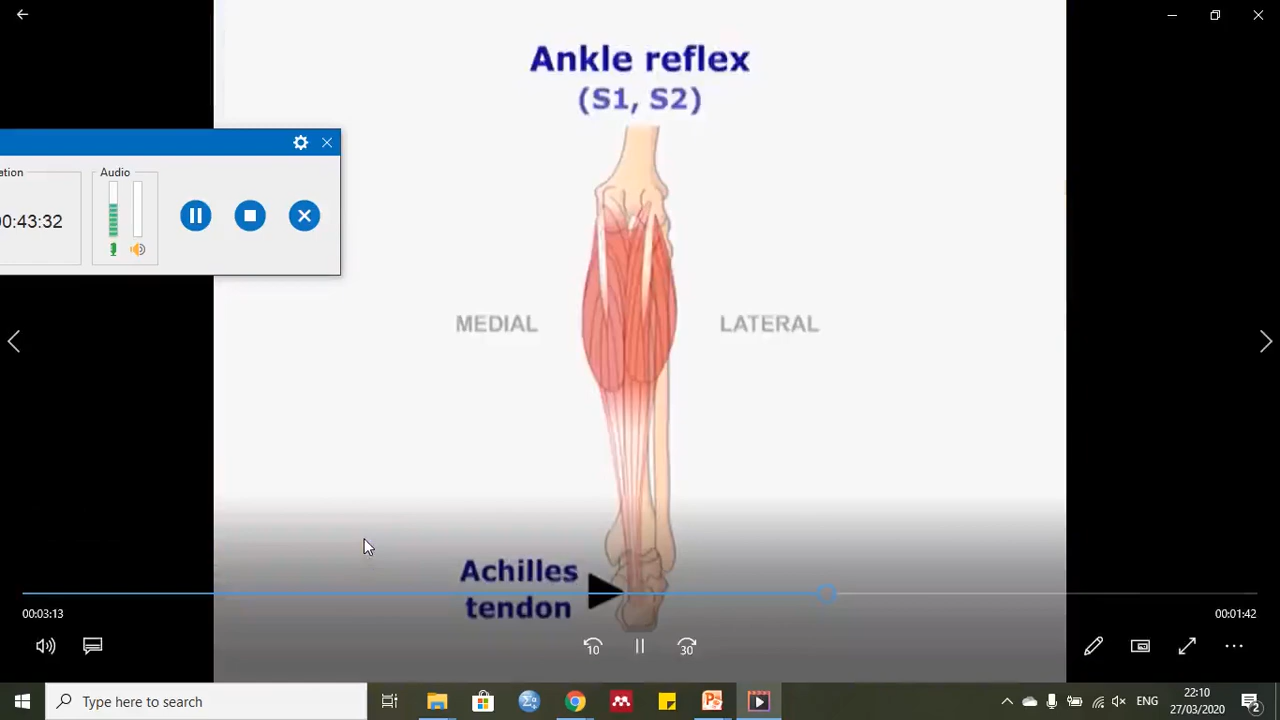 Ankle reflex
(S1, S2)
ation
Audio
00:43:32
MEDIAL
LATERAL
Achilles
tendon
00:03:13
00:01:42
10
30
Type here to search
ENG
22:10
27/03/2020
2